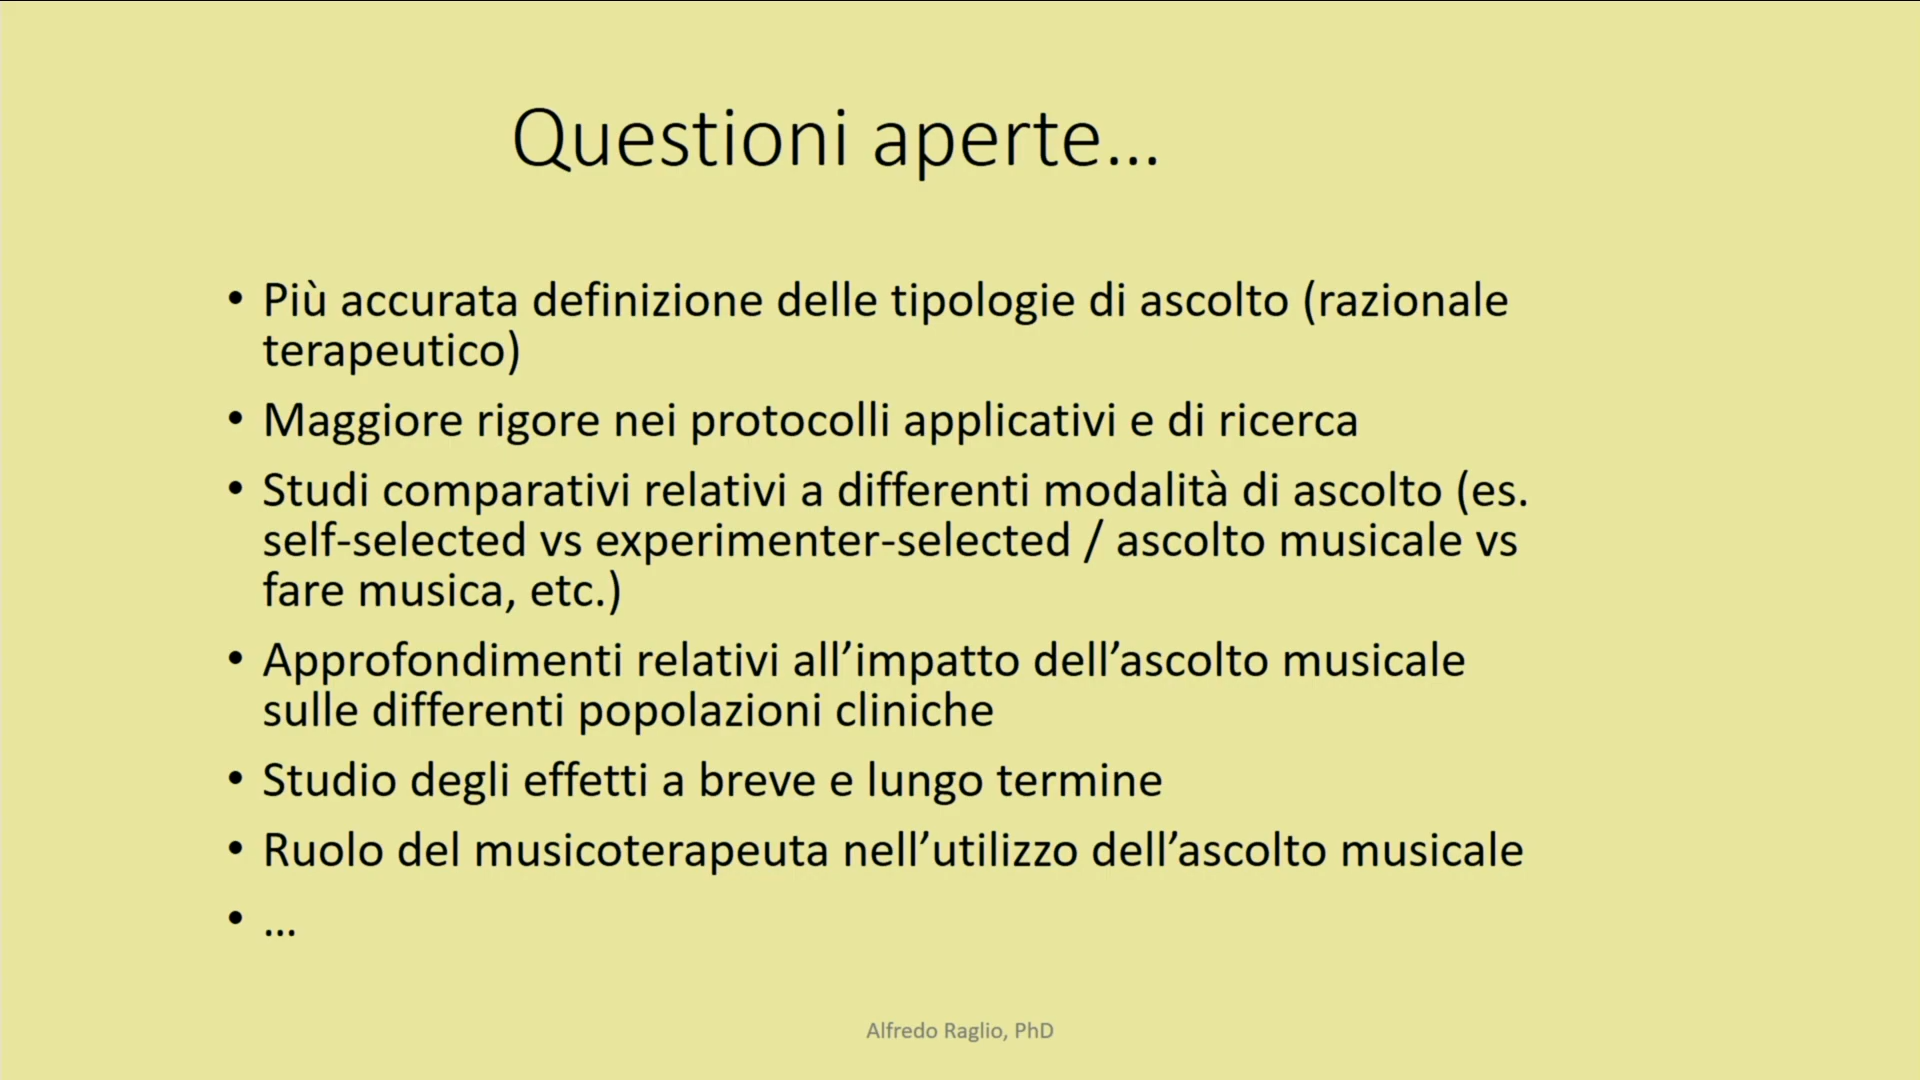 Questioni aperte...
• Più accurata definizione delle tipologie di ascolto (razionale
terapeutico)
• Maggiore rigore nei protocolli applicativi e di ricerca
• Studi comparativi relativi a differenti modalità di ascolto (es.
self-selected vs experimenter-selected / ascolto musicale vs
fare musica, etc.)
• Approfondimenti relativi all’impatto dell’ascolto musicale
sulle differenti popolazioni cliniche
• Studio degli effetti a breve e lungo termine
• Ruolo del musicoterapeuta nell’utilizzo dell’ascolto musicale
• ...
Alfredo Raglio, PhD